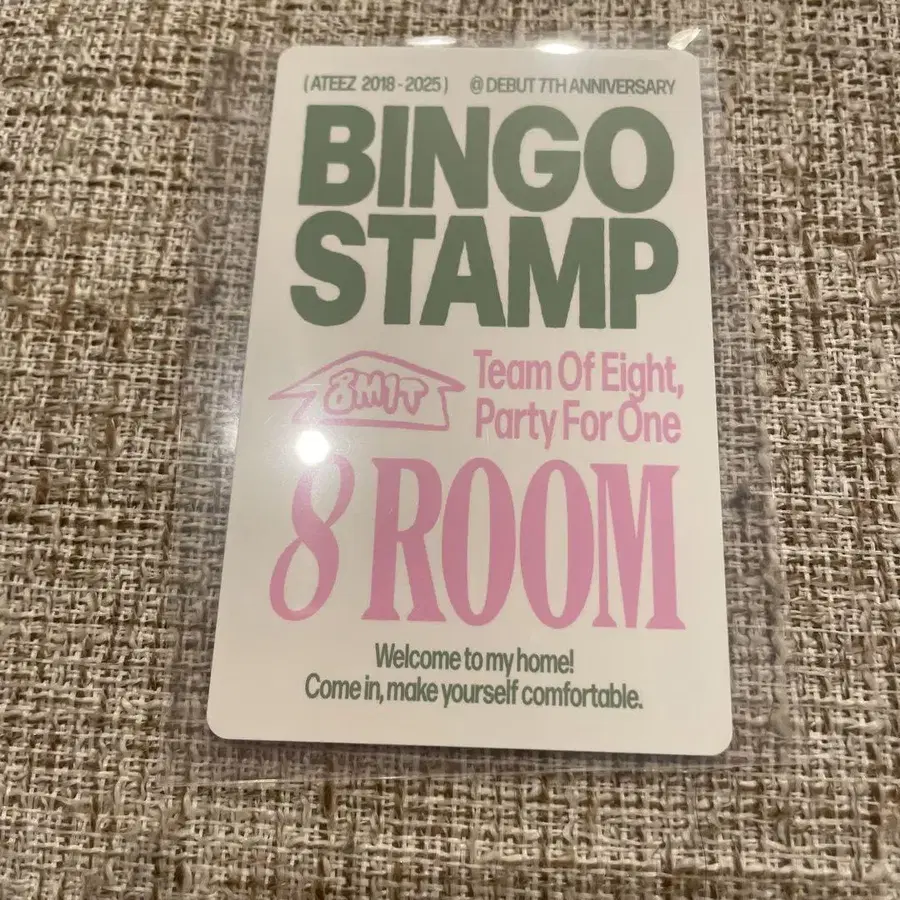 ( ATEEZ 2018 - 2025 ) @ DEBUT 7TH ANNIVERSARY
BINGO
STAMP
8M1T
Team Of Eight,
Party For One
8 ROOM
Welcome to my home!
Come in, make yourself comfortable.